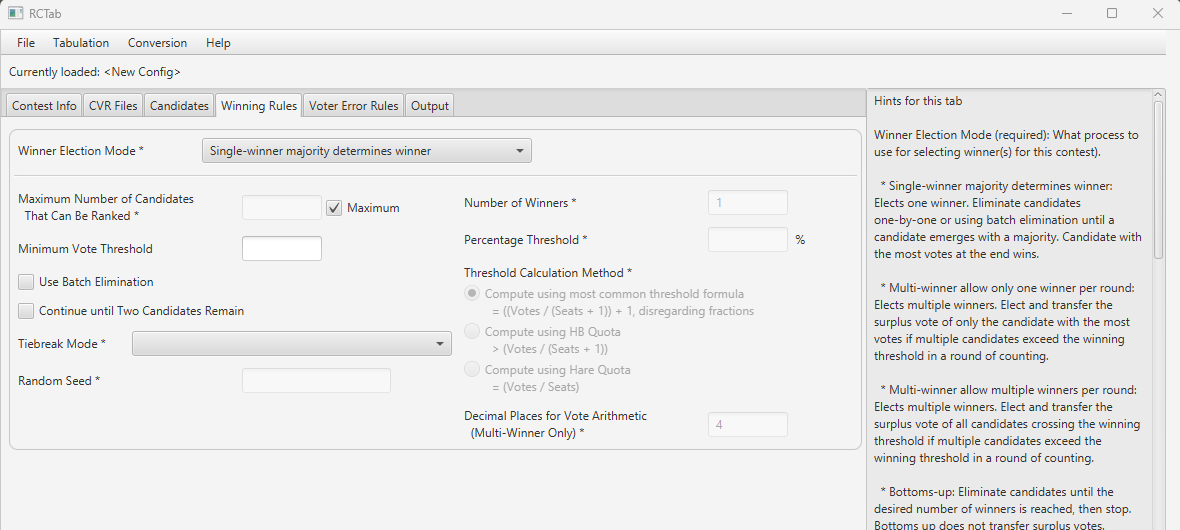 RCTab
File Tabulation Conversion Help
Currently loaded: <New Config>
Contest Info CVR Files Candidates Winning Rules Voter Error Rules Output
Winner Election Mode * Single-winner majority determines winner
Maximum Number of Candidates
That Can Be Ranked * Maximum
Minimum Vote Threshold
Use Batch Elimination
Continue until Two Candidates Remain
Tiebreak Mode *
Random Seed *
Number of Winners * 1
Percentage Threshold * %
Threshold Calculation Method *
Compute using most common threshold formula
= ((Votes / (Seats + 1)) + 1, disregarding fractions
Compute using HB Quota
> (Votes / (Seats + 1))
Compute using Hare Quota
= (Votes / Seats)
Decimal Places for Vote Arithmetic
(Multi-Winner Only) * 4
Hints for this tab
Winner Election Mode (required): What process to
use for selecting winner(s) for this contest).
* Single-winner majority determines winner:
Elects one winner. Eliminate candidates
one-by-one or using batch elimination until a
candidate emerges with a majority. Candidate with
the most votes at the end wins.
* Multi-winner allow only one winner per round:
Elects multiple winners. Elect and transfer the
surplus vote of only the candidate with the most
votes if multiple candidates exceed the winning
threshold in a round of counting.
* Multi-winner allow multiple winners per round:
Elects multiple winners. Elect and transfer the
surplus vote of all candidates crossing the winning
threshold if multiple candidates exceed the
winning threshold in a round of counting.
* Bottoms-up: Eliminate candidates until the
desired number of winners is reached, then stop.
Bottoms up does not transfer surplus votes.